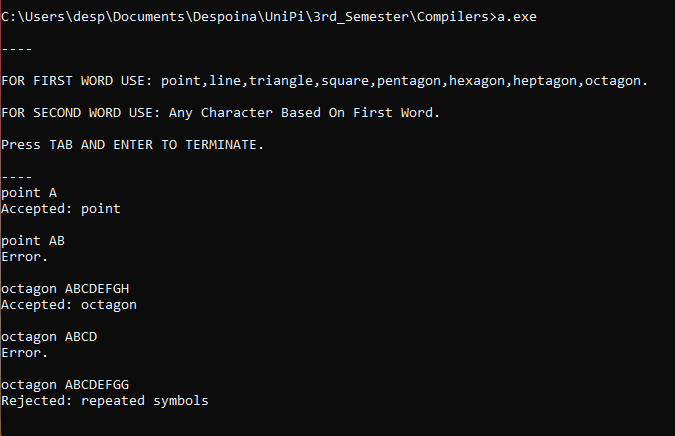 C:\Users\desp\Documents\Despoina\UniPi\3rd_Semester\Compilers>a.exe
----
FOR FIRST WORD USE: point,line,triangle,square,pentagon,hexagon,heptagon,octagon.
FOR SECOND WORD USE: Any Character Based On First Word.
Press TAB AND ENTER TO TERMINATE.
----
point A
Accepted: point
point AB
Error.
octagon ABCDEFGH
Accepted: octagon
octagon ABCD
Error.
octagon ABCDEFGG
Rejected: repeated symbols